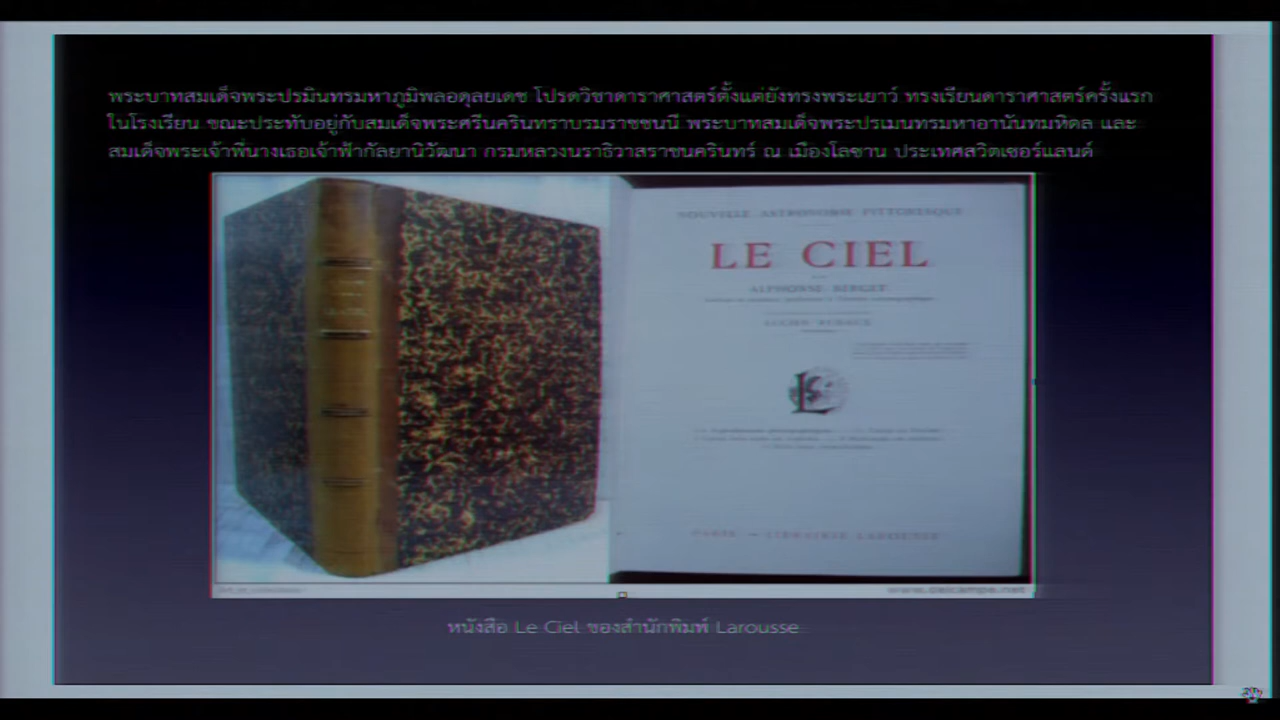 พระบาทสมเด็จพระปรมินทรมหาภูมิพลอดุลยเดช โปรดวิชาดาราศาสตร์ตั้งแต่ยังทรงพระเยาว์ ทรงเรียนดาราศาสตร์ครั้งแรก
ในโรงเรียน ขณะประทับอยู่กับสมเด็จพระศรีนครินทราบรมราชชนนี พระบาทสมเด็จพระปรเมนทรมหาอานันทมหิดล และ
สมเด็จพระเจ้าพี่นางเธอเจ้าฟ้ากัลยาณิวัฒนา กรมหลวงนราธิวาสราชนครินทร์ ณ เมืองโลซาน ประเทศสวิตเซอร์แลนด์
NOUVELLE ASTRONOMIE PITTORESQUE
LE CIEL
ALPHONSE BERGET
LUCIEN RUDAUX
PARIS — LIBRAIRIE LAROUSSE
www.delcampe.net
หนังสือ Le Ciel ของสำนักพิมพ์ Larousse